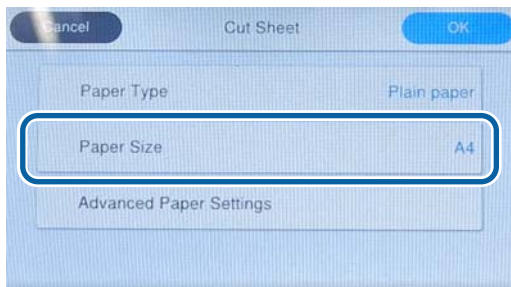 Cancel Cut Sheet OK
Paper Type Plain paper
Paper Size A4
Advanced Paper Settings